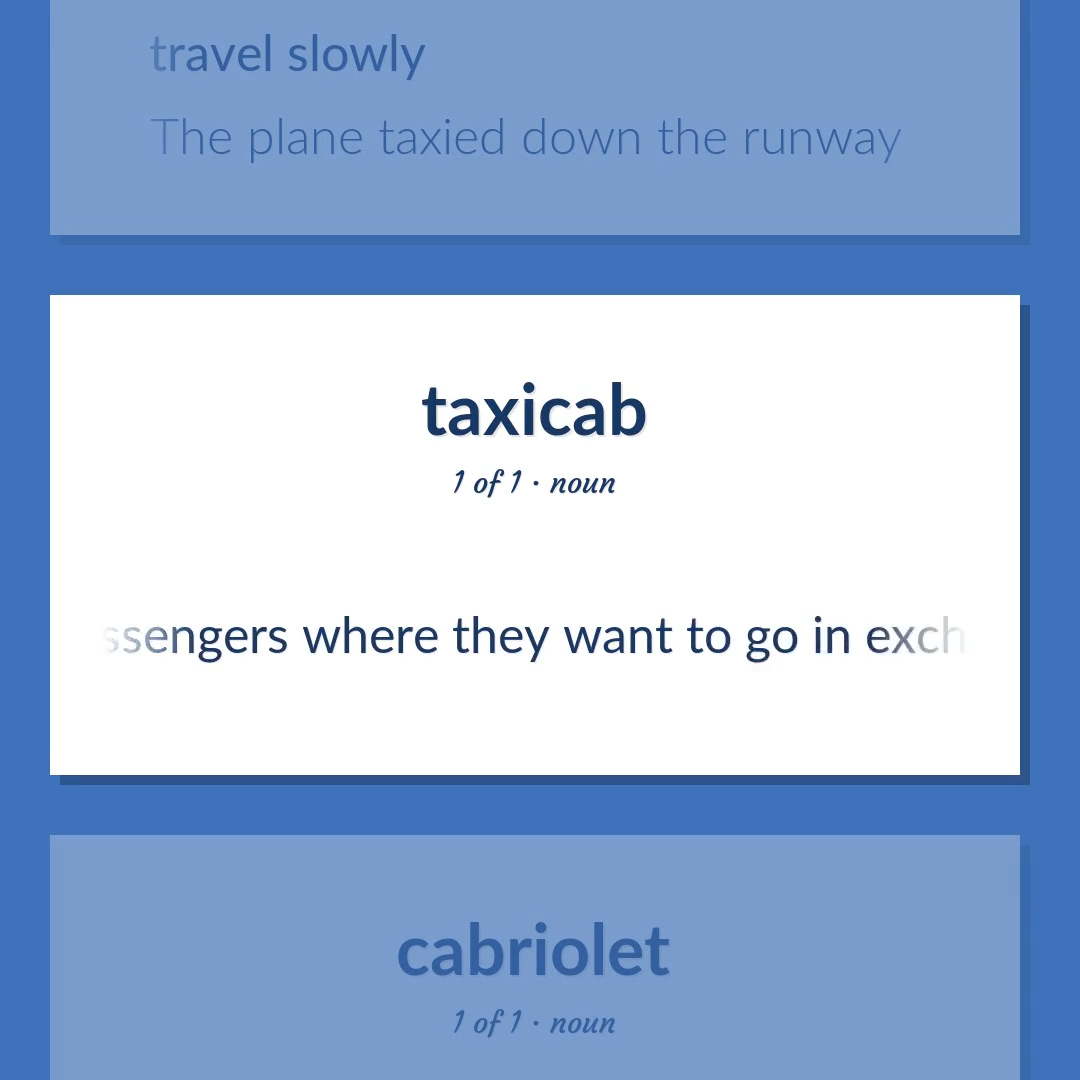 travel slowly
The plane taxied down the runway
taxicab
1 of 1 · noun
ssengers where they want to go in exch
cabriolet
1 of 1 · noun